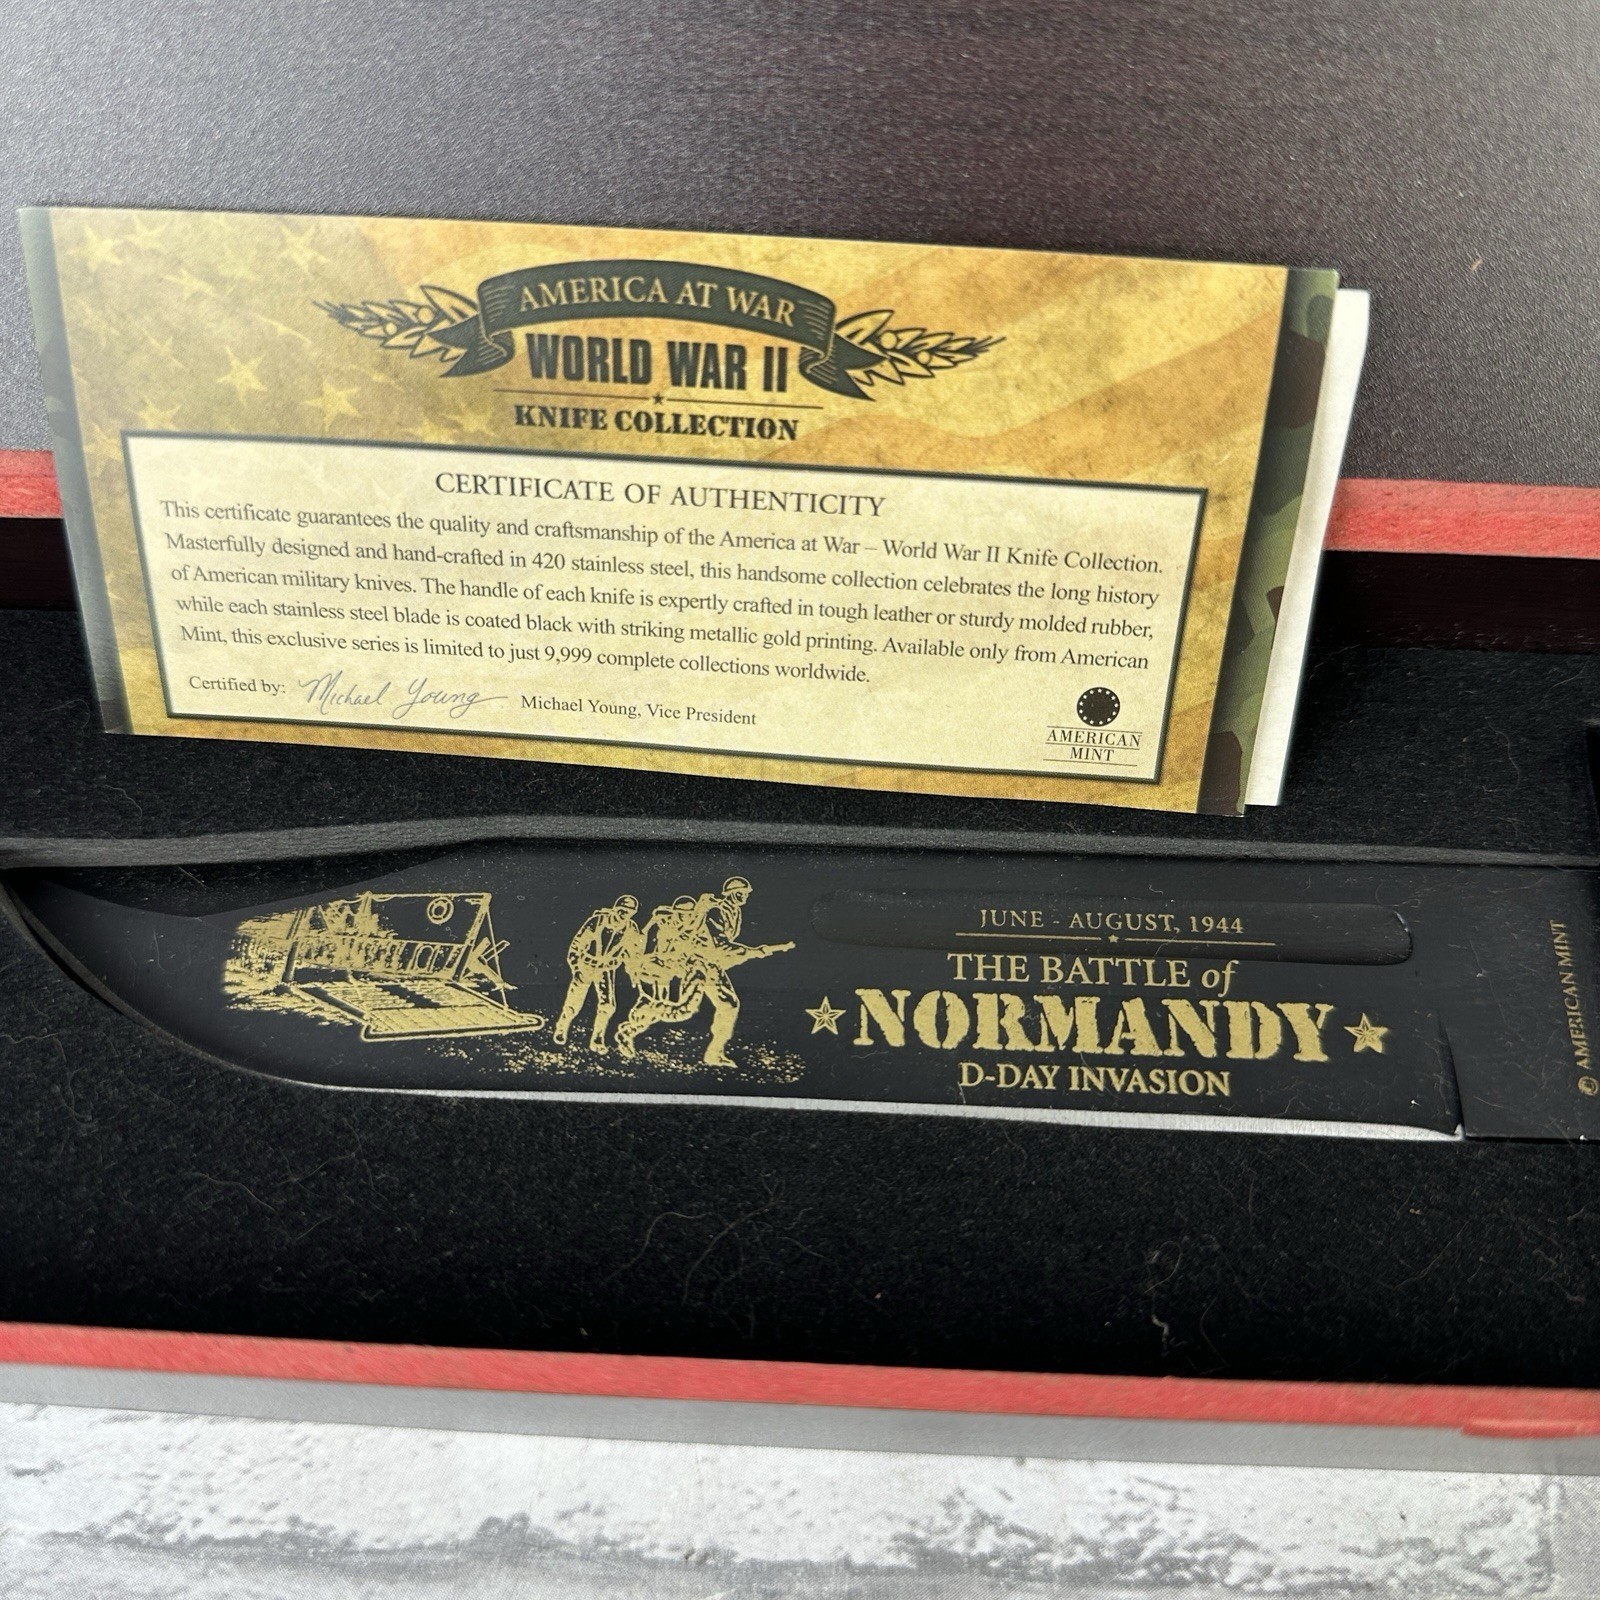 AMERICA AT WAR
WORLD WAR II
KNIFE COLLECTION
CERTIFICATE OF AUTHENTICITY
This certificate guarantees the quality and craftsmanship of the America at War – World War II Knife Collection.
Masterfully designed and hand-crafted in 420 stainless steel, this handsome collection celebrates the long history
of American military knives. The handle of each knife is expertly crafted in tough leather or sturdy molded rubber,
while each stainless steel blade is coated black with striking metallic gold printing. Available only from American
Mint, this exclusive series is limited to just 9,999 complete collections worldwide.
Certified by: Michael Young Michael Young, Vice President
AMERICAN
MINT
JUNE - AUGUST, 1944
THE BATTLE of
NORMANDY
D-DAY INVASION
© AMERICAN MINT